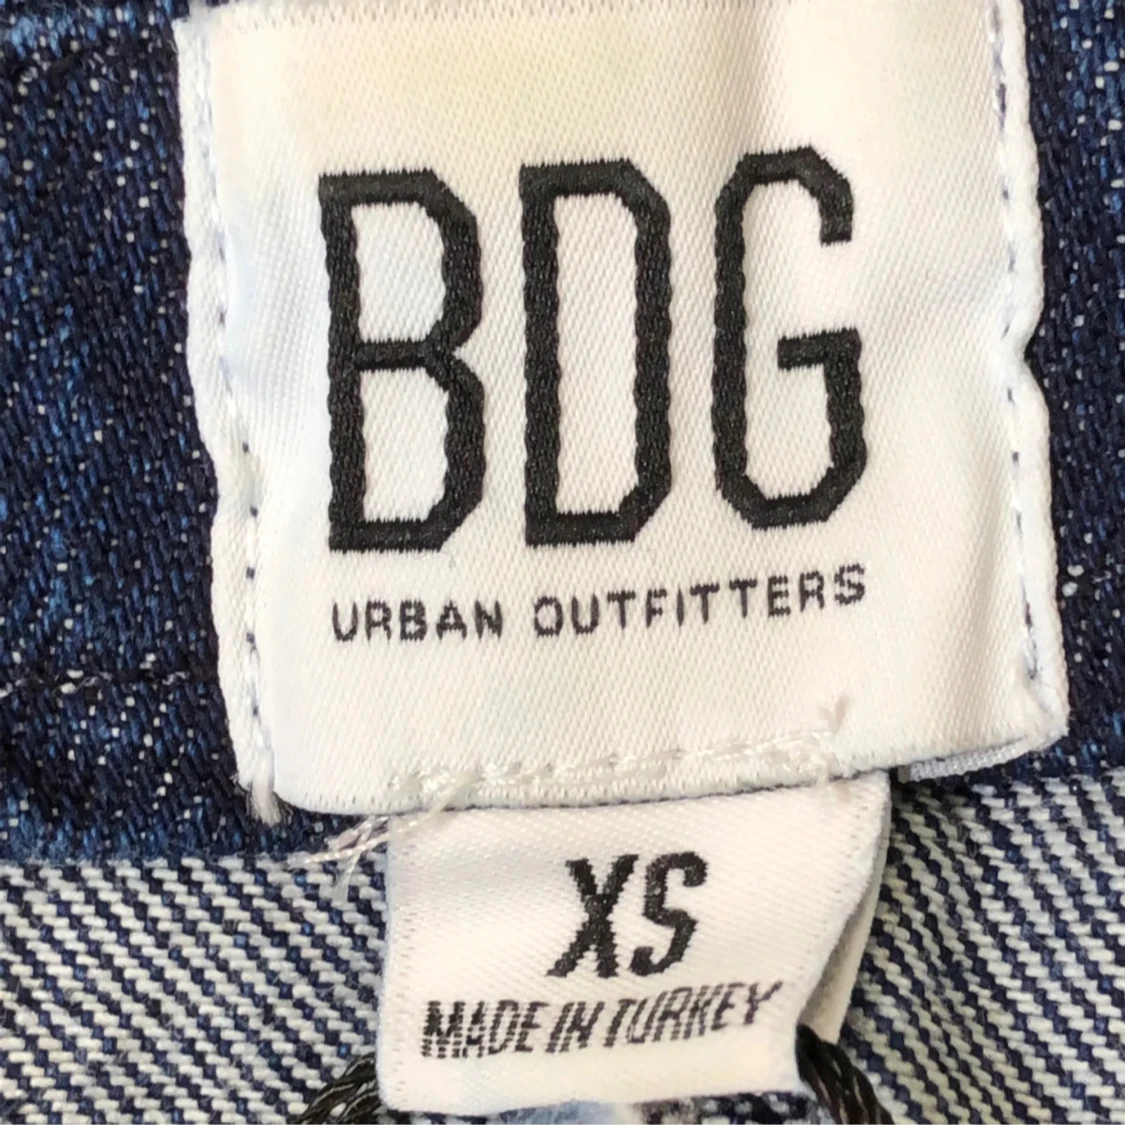 BDG
URBAN OUTFITTERS
XS
MADE IN TURKEY